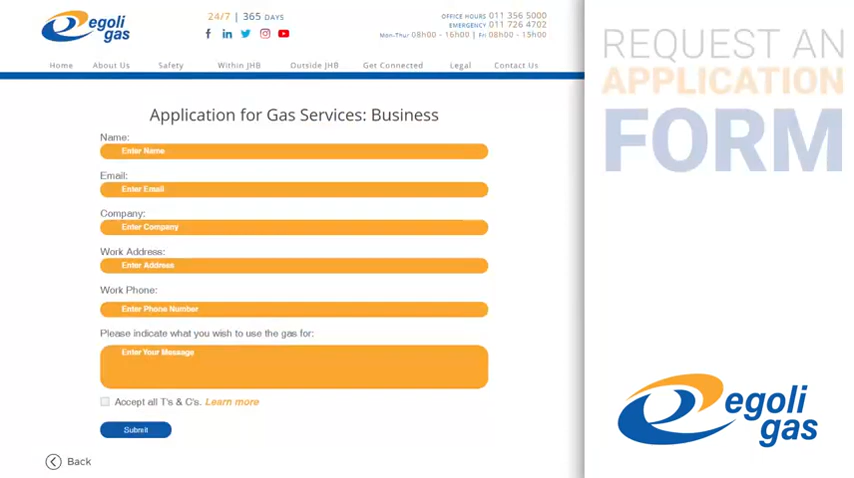 egoli gas
24/7 | 365 DAYS
OFFICE HOURS 011 356 5000
EMERGENCY 011 726 4702
Mon-Thu 08h00 - 16h00 | Fri 08h00 - 15h00
Home About Us Safety Within JHB Outside JHB Get Connected Legal Contact Us
Application for Gas Services: Business
Name:
Enter Name
Email:
Enter Email
Company:
Enter Company
Work Address:
Enter Address
Work Phone:
Enter Phone Number
Please indicate what you wish to use the gas for:
Enter Your Message
Accept all T's & C's. Learn more
Submit
Back
REQUEST AN
APPLICATION
FORM
egoli
gas